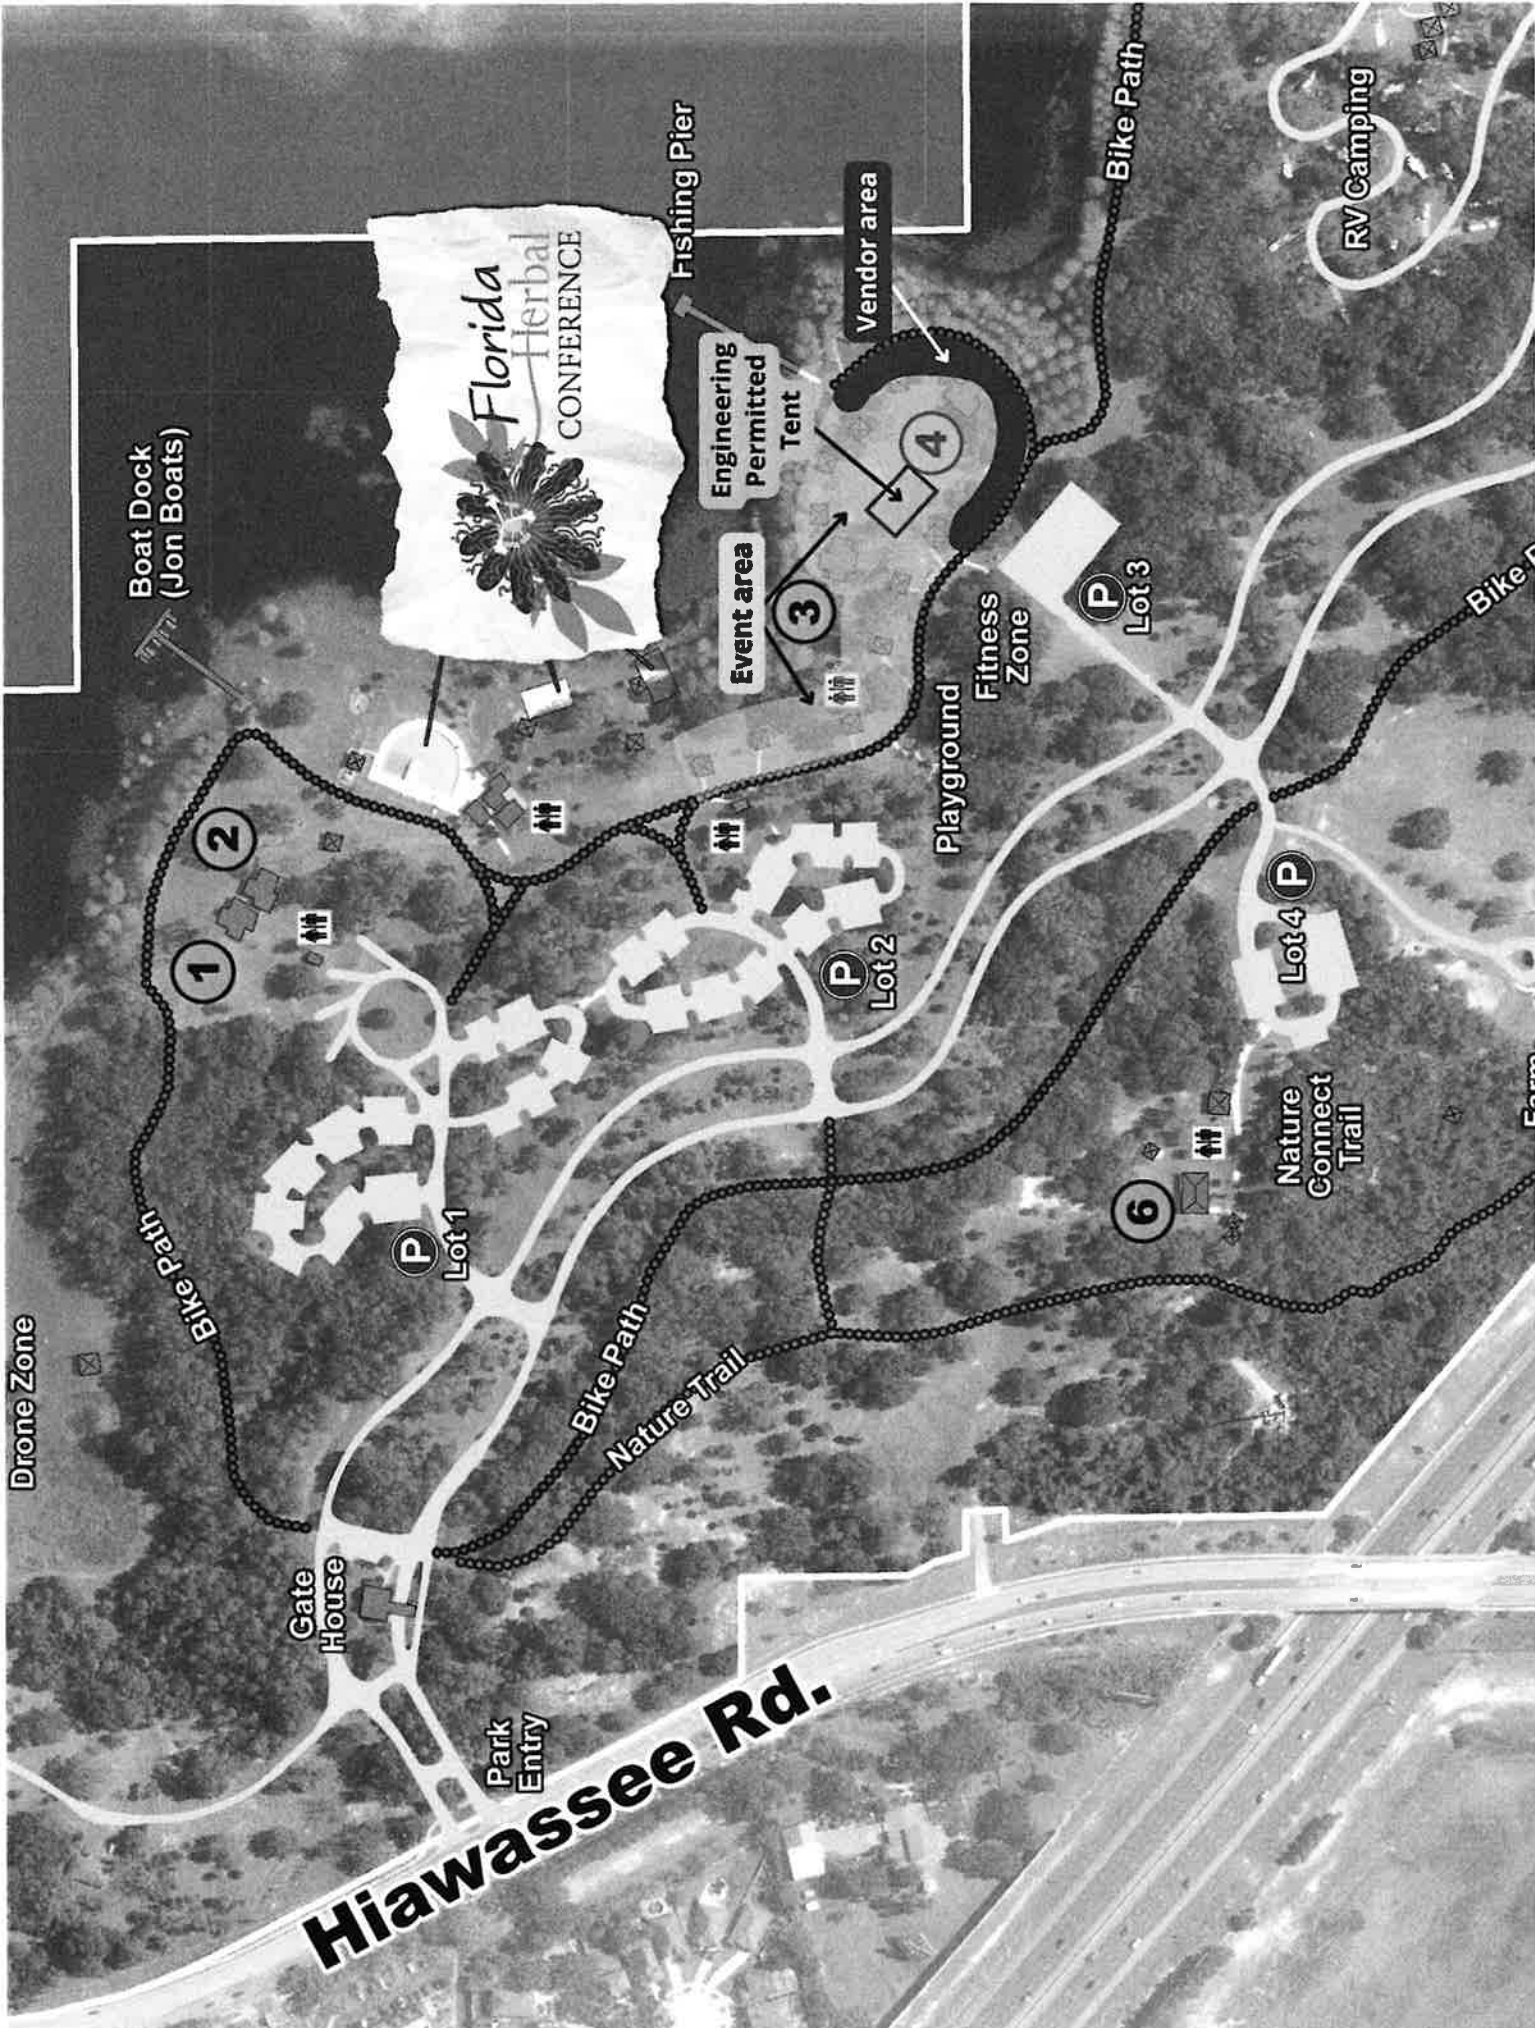 Drone Zone
Boat Dock
(Jon Boats)
Florida
Herbal
CONFERENCE
Fishing Pier
Engineering
Permitted
Tent
Vendor area
Event area
1
2
3
4
6
Bike Path
Bike Path
Bike Path
Bike
RV Camping
Playground
Fitness
Zone
P
Lot 1
P
Lot 2
P
Lot 3
P
Lot 4
Nature
Connect
Trail
Nature Trail
Gate
House
Park
Entry
Hiawassee Rd.